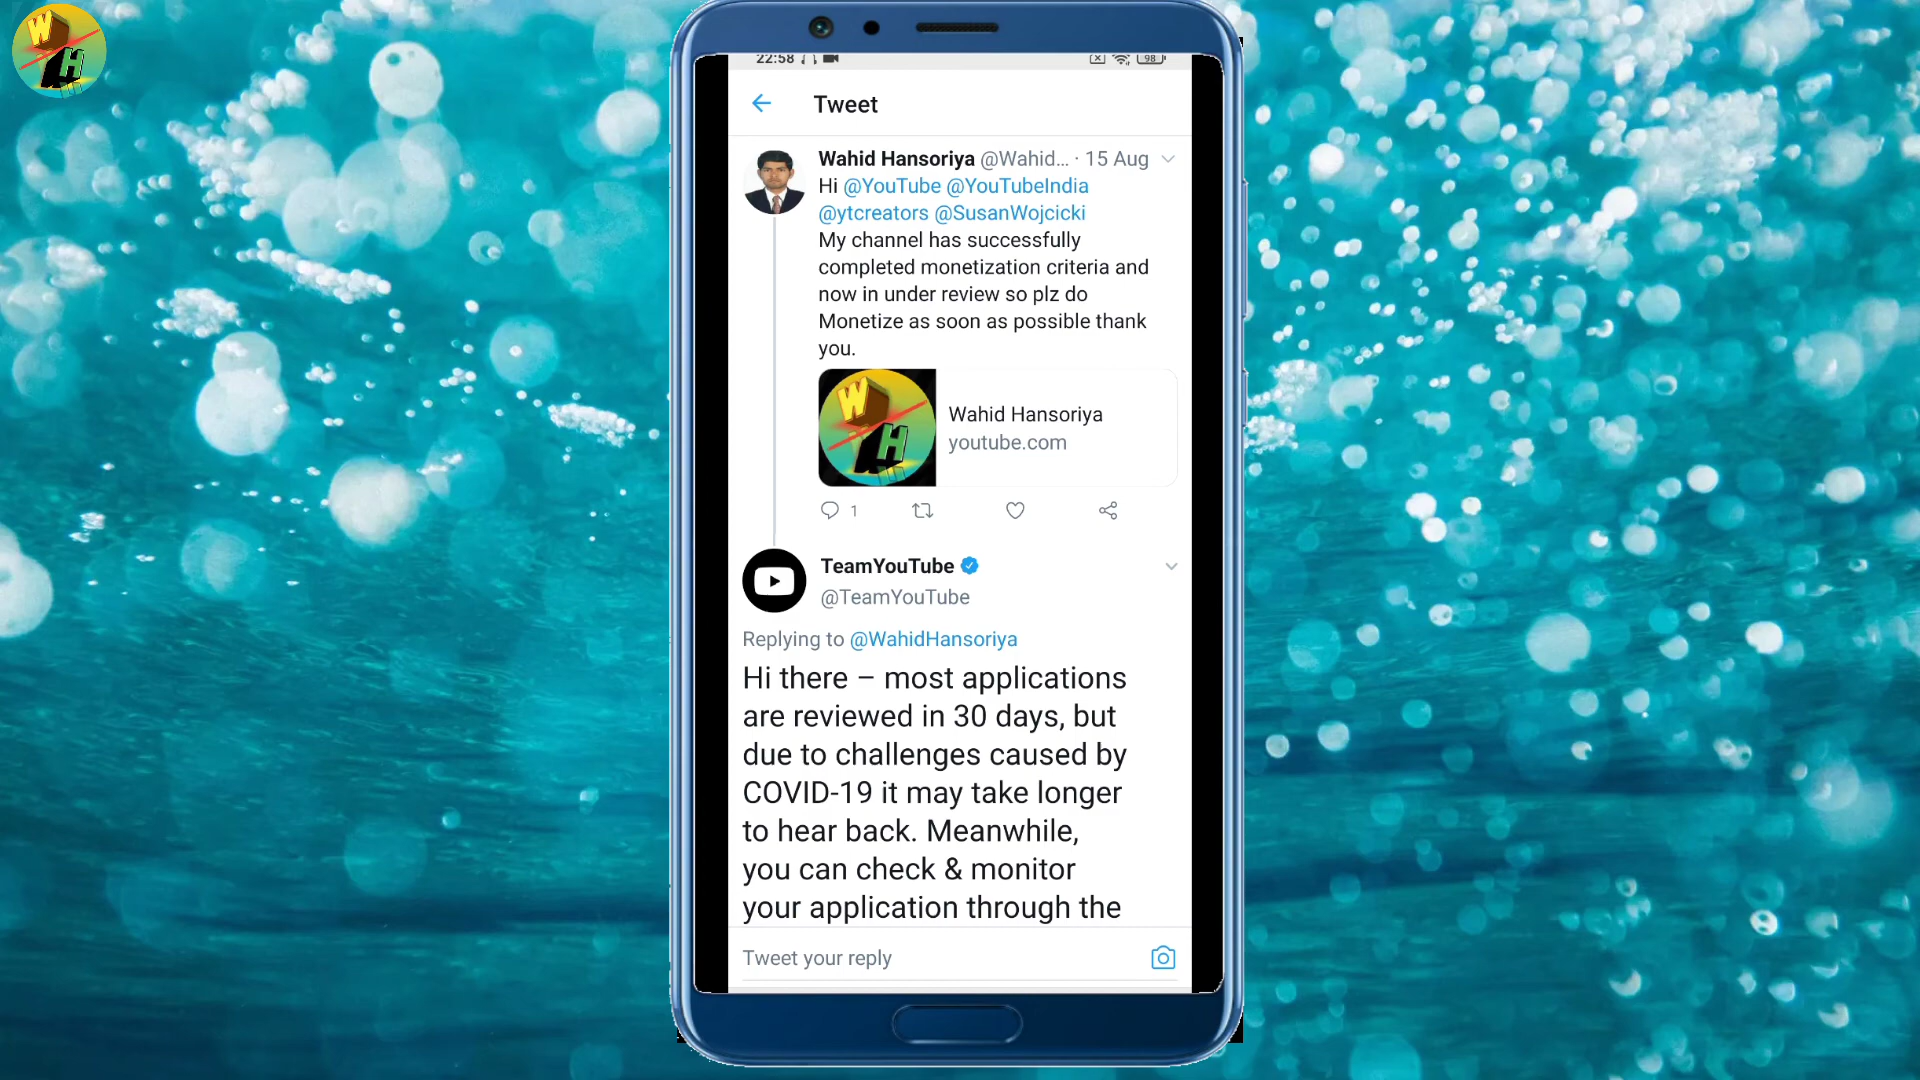 W
H
22:58
98
Tweet
Wahid Hansoriya @Wahid... · 15 Aug
Hi @YouTube @YouTubeIndia
@ytcreators @SusanWojcicki
My channel has successfully
completed monetization criteria and
now in under review so plz do
Monetize as soon as possible thank
you.
W
H
Wahid Hansoriya
youtube.com
1
TeamYouTube
@TeamYouTube
Replying to @WahidHansoriya
Hi there – most applications
are reviewed in 30 days, but
due to challenges caused by
COVID-19 it may take longer
to hear back. Meanwhile,
you can check & monitor
your application through the
Tweet your reply